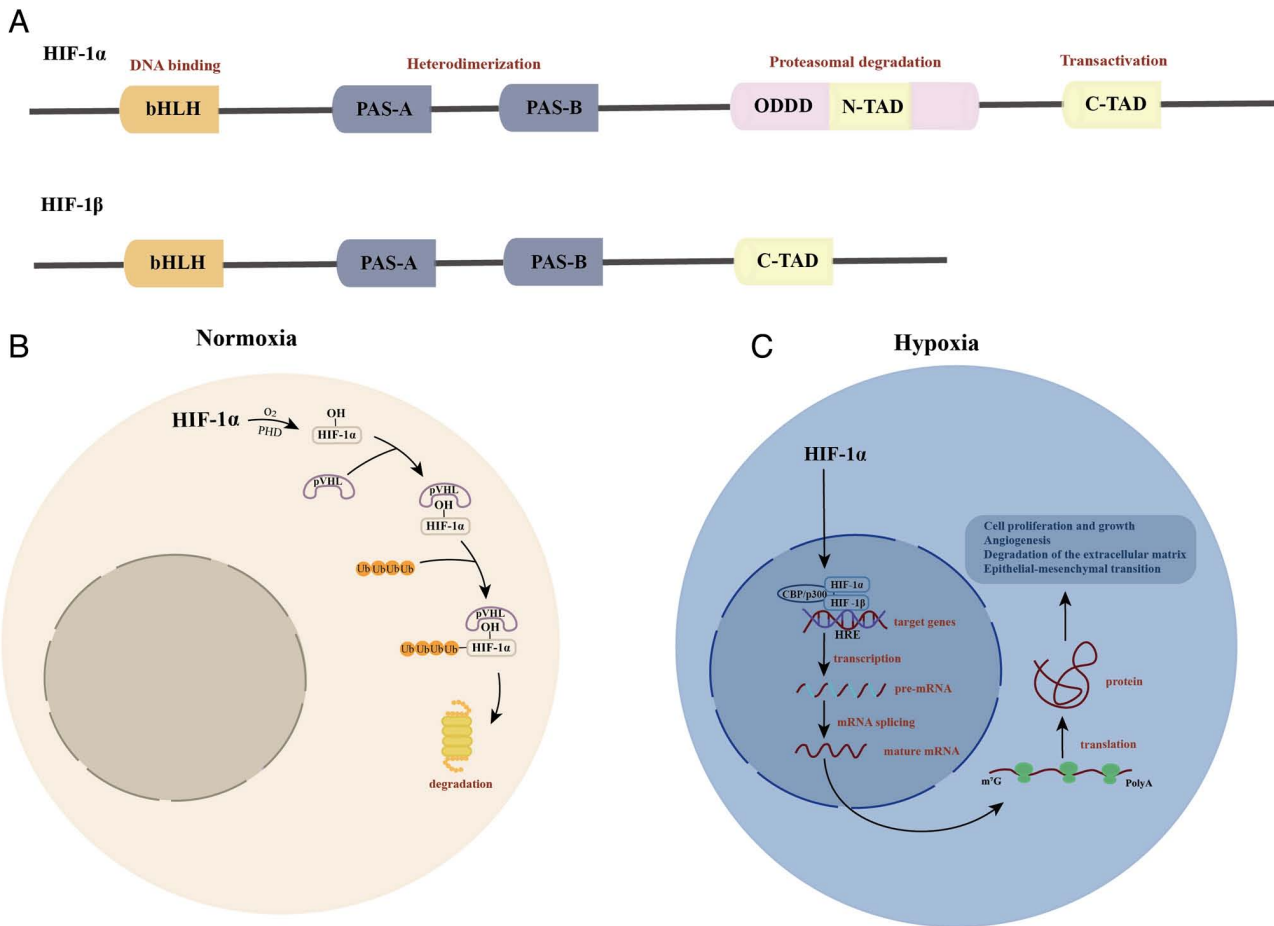 A
HIF-1α
DNA binding
Heterodimerization
Proteasomal degradation
Transactivation
bHLH
PAS-A
PAS-B
ODDD
N-TAD
C-TAD
HIF-1β
bHLH
PAS-A
PAS-B
C-TAD
B
Normoxia
HIF-1α
O₂
PHD
OH
HIF-1α
pVHL
pVHL
OH
HIF-1α
Ub Ub Ub Ub
pVHL
OH
Ub Ub Ub Ub
HIF-1α
degradation
C
Hypoxia
HIF-1α
Cell proliferation and growth
Angiogenesis
Degradation of the extracellular matrix
Epithelial-mesenchymal transition
CBP/p300
HIF-1α
HIF -1β
target genes
HRE
transcription
pre-mRNA
mRNA splicing
mature mRNA
protein
translation
m⁷G
PolyA